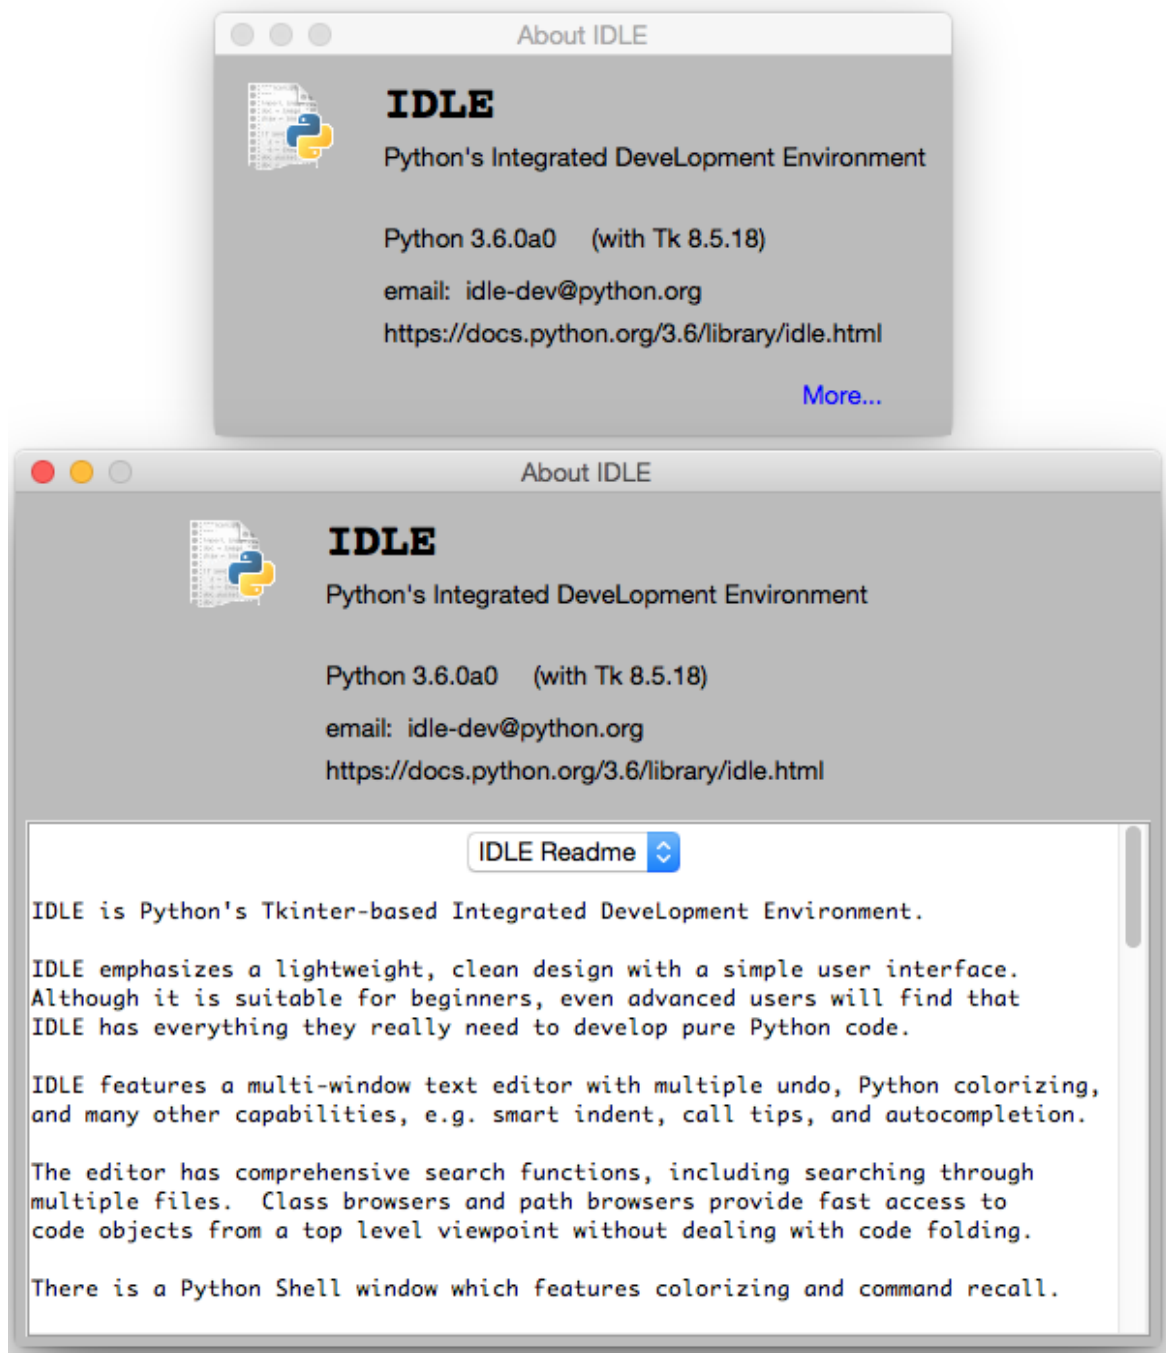 About IDLE
IDLE
Python's Integrated DeveLopment Environment
Python 3.6.0a0 (with Tk 8.5.18)
email: idle-dev@python.org
https://docs.python.org/3.6/library/idle.html
More...
About IDLE
IDLE
Python's Integrated DeveLopment Environment
Python 3.6.0a0 (with Tk 8.5.18)
email: idle-dev@python.org
https://docs.python.org/3.6/library/idle.html
IDLE Readme
IDLE is Python's Tkinter-based Integrated DeveLopment Environment.
IDLE emphasizes a lightweight, clean design with a simple user interface.
Although it is suitable for beginners, even advanced users will find that
IDLE has everything they really need to develop pure Python code.
IDLE features a multi-window text editor with multiple undo, Python colorizing,
and many other capabilities, e.g. smart indent, call tips, and autocompletion.
The editor has comprehensive search functions, including searching through
multiple files.  Class browsers and path browsers provide fast access to
code objects from a top level viewpoint without dealing with code folding.
There is a Python Shell window which features colorizing and command recall.